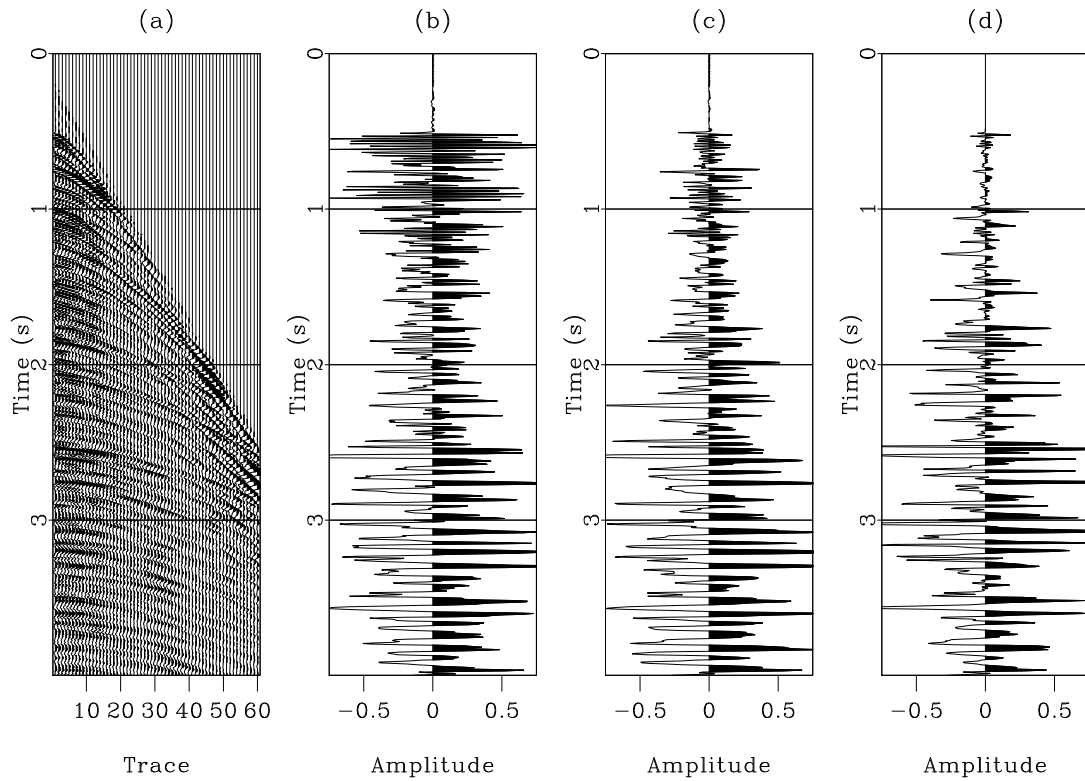 (a) (b) (c) (d)
0 0 0 0
1 1 1 1
Time (s) Time (s) Time (s) Time (s)
2 2 2 2
3 3 3 3
10 20 30 40 50 60 −0.5 0 0.5 −0.5 0 0.5 −0.5 0 0.5
Trace Amplitude Amplitude Amplitude